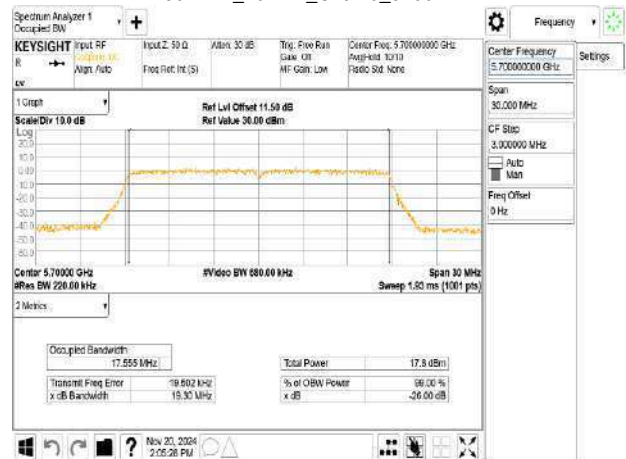 Spectrum Analyzer 1
Occupied BW
+
Frequency
KEYSIGHT
Input: RF
Align: Auto
Input Z: 50 Ω
Freq Ref: Int (S)
Atten: 30 dB
Trig: Free Run
Gate: Off
#IF Gain: Low
Center Freq: 5.700000000 GHz
Avg|Hold: 10/10
Radio Std: None
Center Frequency
5.700000000 GHz
Settings
Span
30.000 MHz
CF Step
3.000000 MHz
Auto
Man
Freq Offset
0 Hz
1 Graph
Scale/Div 10.0 dB
Ref Lvl Offset 11.50 dB
Ref Value 30.00 dBm
Log
20.0
10.0
0.00
-10.0
-20.0
-30.0
-40.0
-50.0
Center 5.70000 GHz
#Res BW 220.00 kHz
#Video BW 680.00 kHz
Span 30 MHz
Sweep 1.93 ms (1001 pts)
2 Metrics
Occupied Bandwidth
17.555 MHz
Total Power 17.8 dBm
Transmit Freq Error 19.602 kHz
% of OBW Power 99.00 %
x dB Bandwidth 19.30 MHz
x dB -26.00 dB
?
Nov 20, 2024
2:05:28 PM